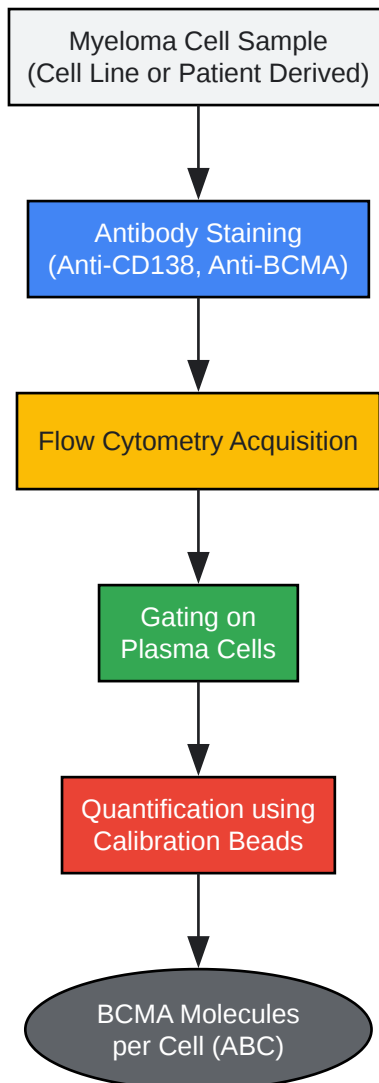 Myeloma Cell Sample
(Cell Line or Patient Derived)
Antibody Staining
(Anti-CD138, Anti-BCMA)
Flow Cytometry Acquisition
Gating on
Plasma Cells
Quantification using
Calibration Beads
BCMA Molecules
per Cell (ABC)